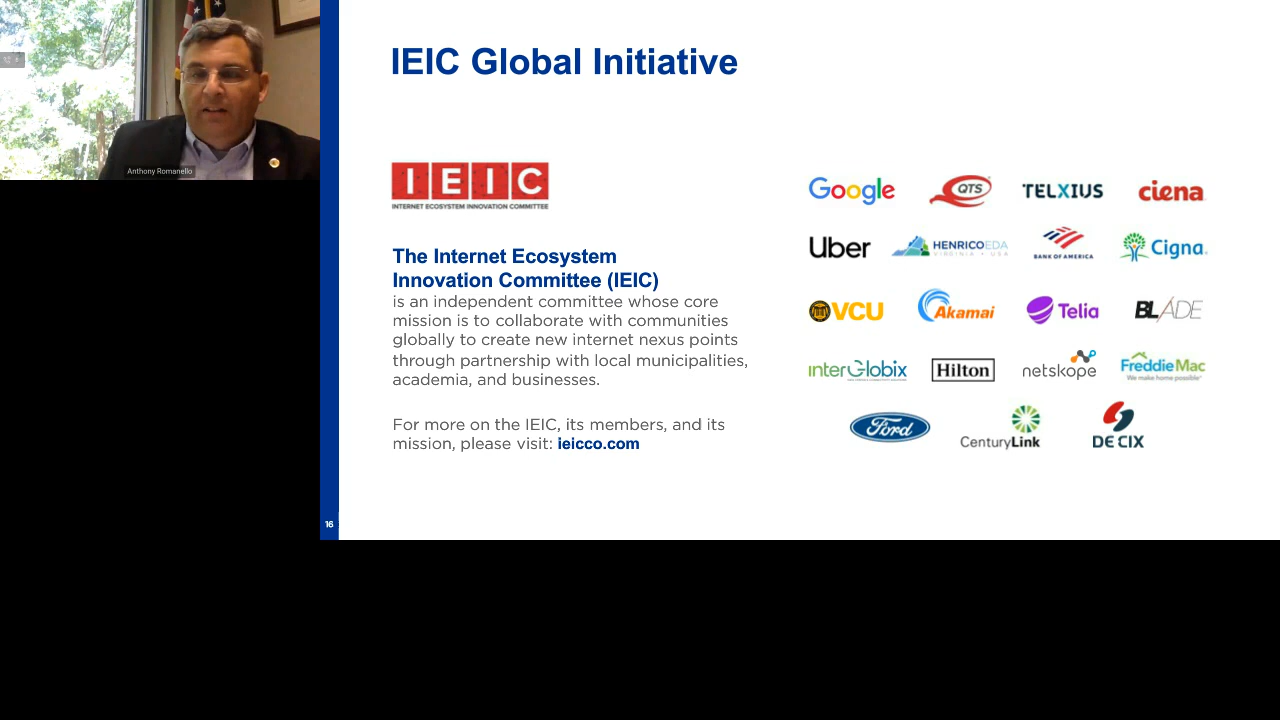 Anthony Romanello
IEIC Global Initiative
IEIC
INTERNET ECOSYSTEM INNOVATION COMMITTEE
The Internet Ecosystem
Innovation Committee (IEIC)
is an independent committee whose core
mission is to collaborate with communities
globally to create new internet nexus points
through partnership with local municipalities,
academia, and businesses.
For more on the IEIC, its members, and its
mission, please visit: ieicco.com
Google QTS TELXIUS ciena
Uber HENRICOEDA BANK OF AMERICA Cigna
VIRGINIA • USA
VCU Akamai Telia BLADE
interGlobix Hilton netskope FreddieMac
We make home possible®
Ford CenturyLink DE CIX
16